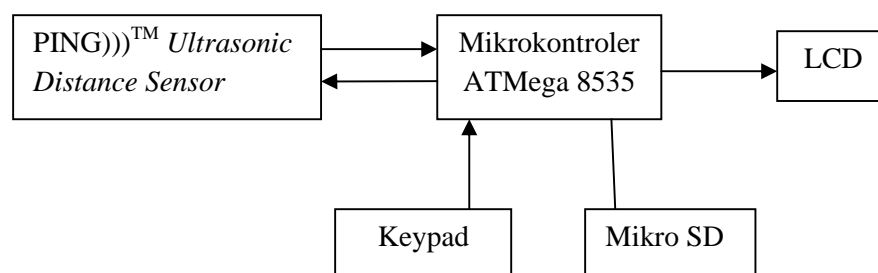 PING)))TM Ultrasonic
Distance Sensor
Mikrokontroler
ATMega 8535
LCD
Keypad
Mikro SD